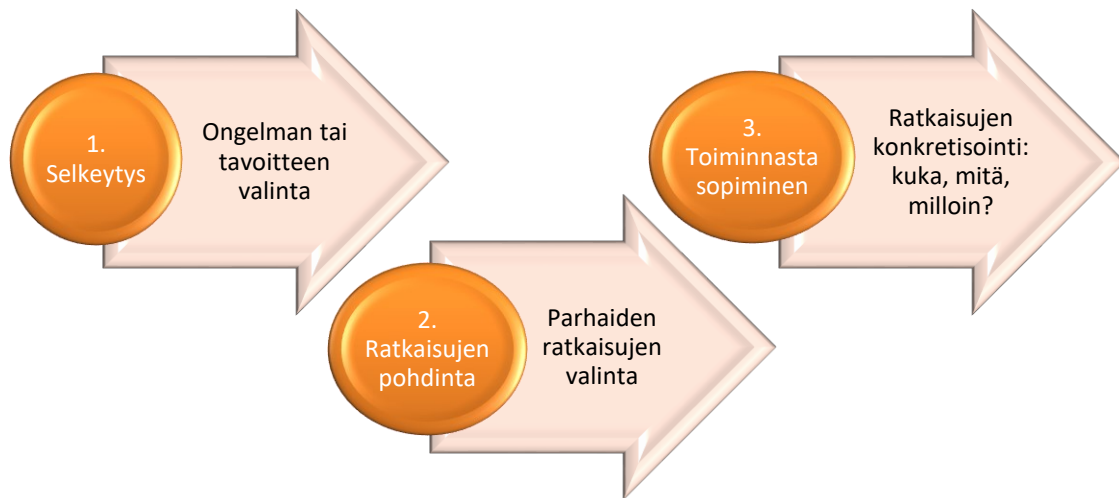 1.
Selkeytys
Ongelman tai
tavoitteen
valinta
2.
Ratkaisujen
pohdinta
Parhaiden
ratkaisujen
valinta
3.
Toiminnasta
sopiminen
Ratkaisujen
konkretisointi:
kuka, mitä,
milloin?